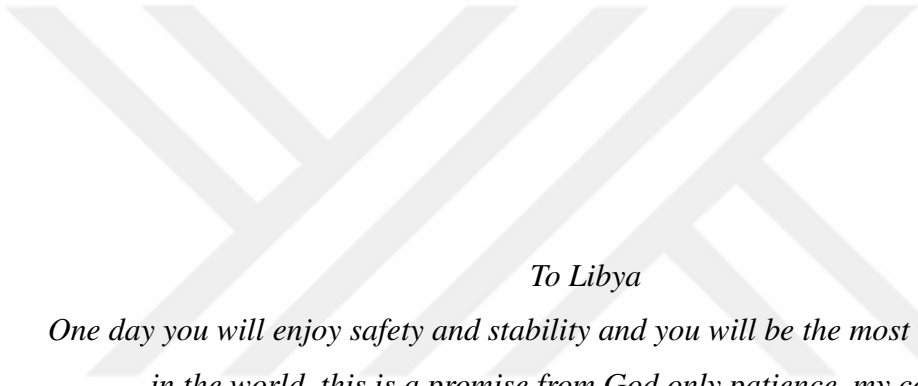 To Libya
One day you will enjoy safety and stability and you will be the most
in the world, this is a promise from God only patience, my